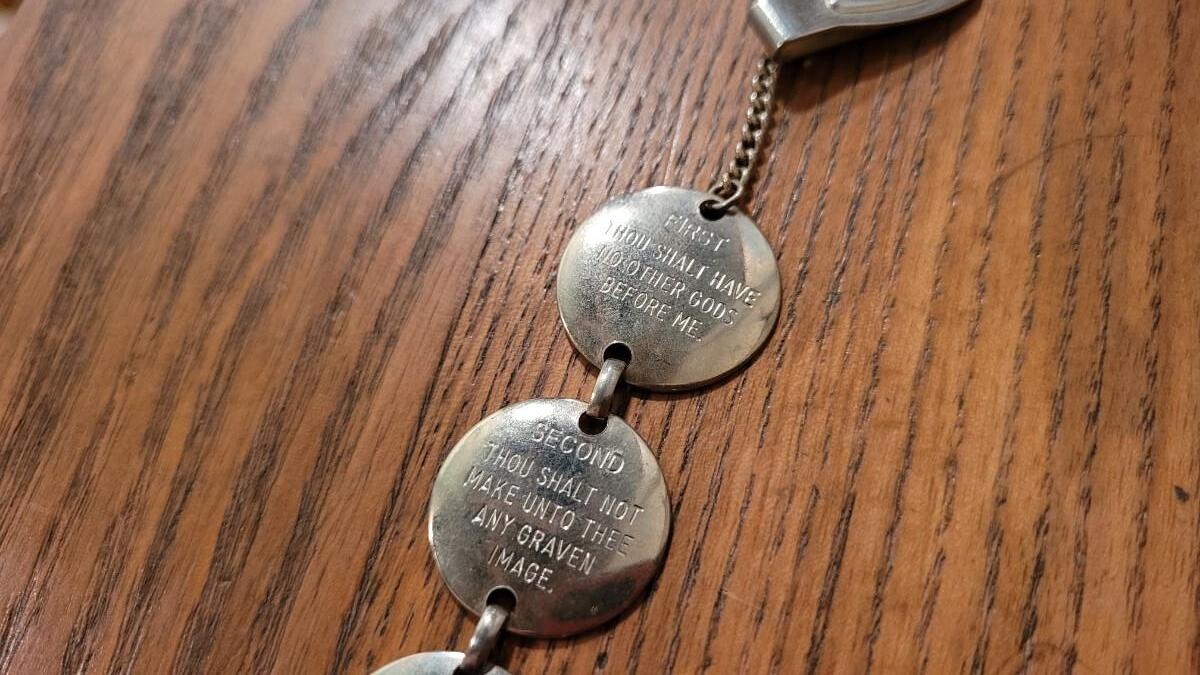 FIRST
THOU SHALT HAVE
NO OTHER GODS
BEFORE ME.
SECOND
THOU SHALT NOT
MAKE UNTO THEE
ANY GRAVEN
IMAGE.